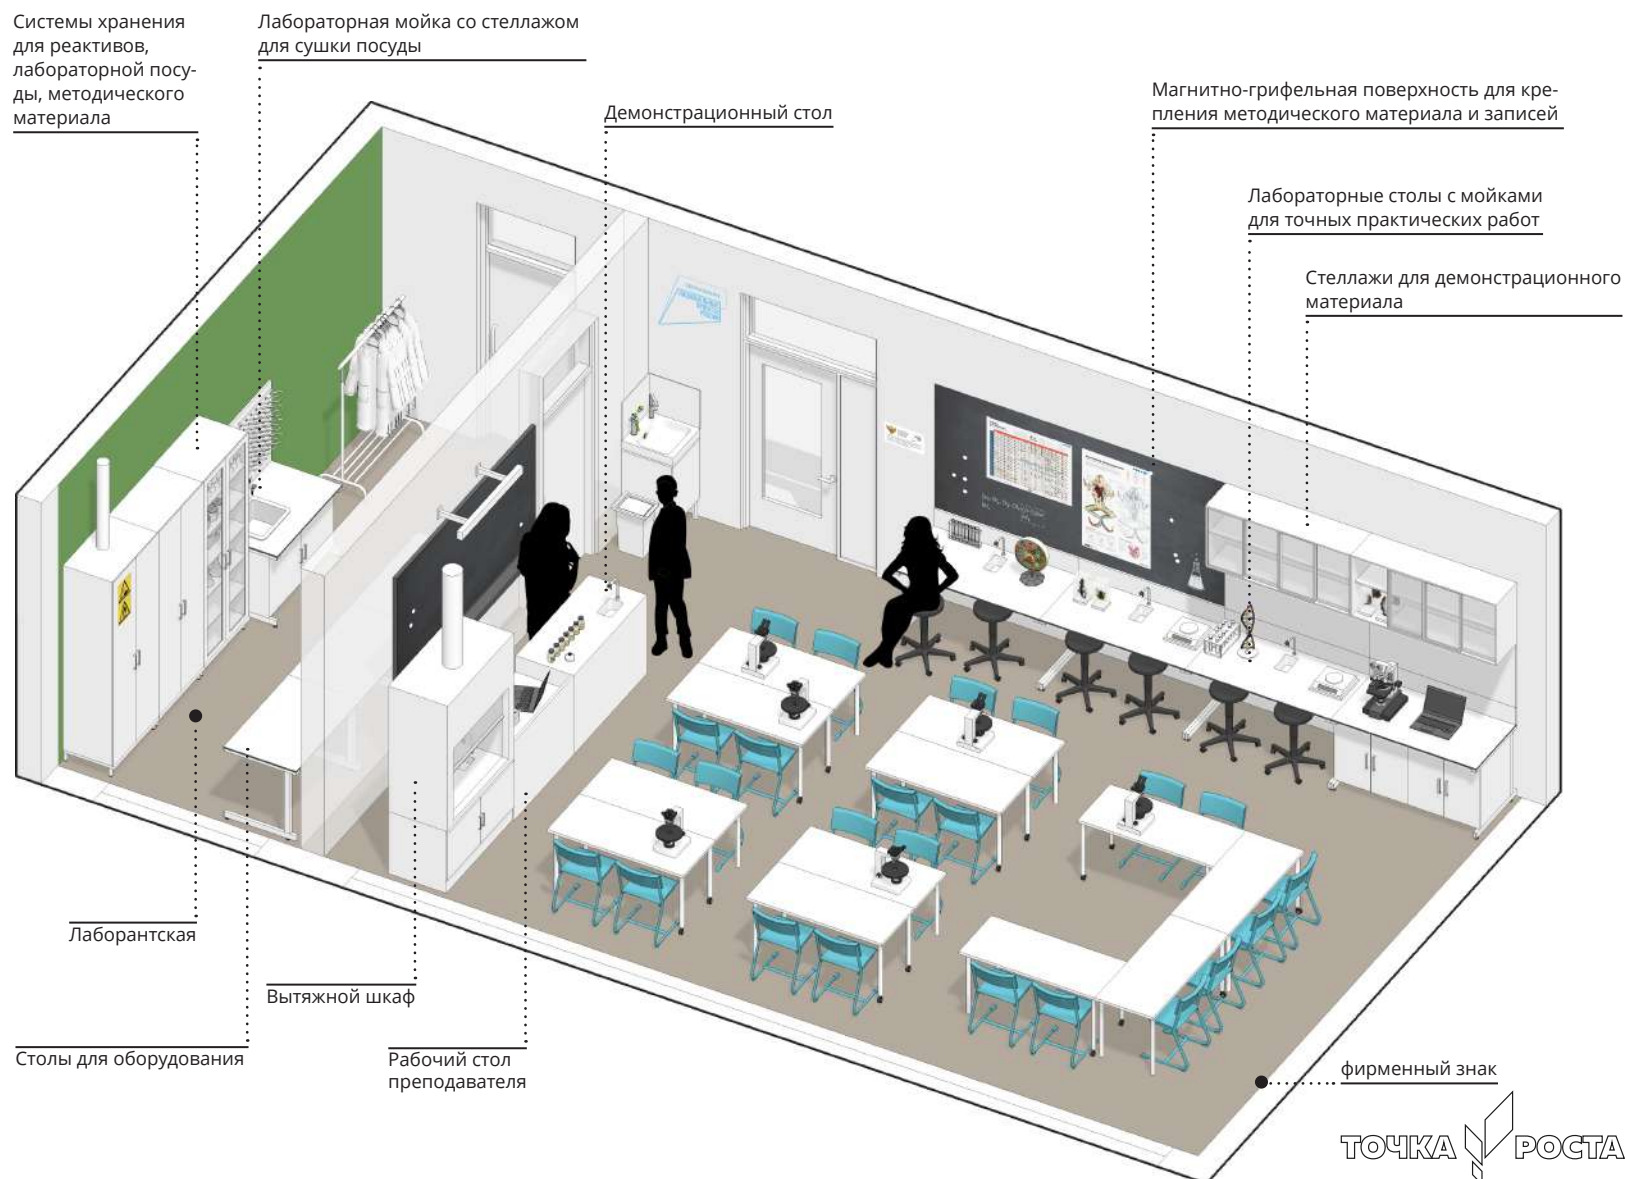 Системы хранения
для реактивов,
лабораторной посу-
ды, методического
материала
Лабораторная мойка со стеллажом
для сушки посуды
Демонстрационный стол
Магнитно-грифельная поверхность для кре-
пления методического материала и записей
Лабораторные столы с мойками
для точных практических работ
Стеллажи для демонстрационного
материала
Лаборантская
Вытяжной шкаф
Столы для оборудования
Рабочий стол
преподавателя
фирменный знак
ТОЧКА РОСТА